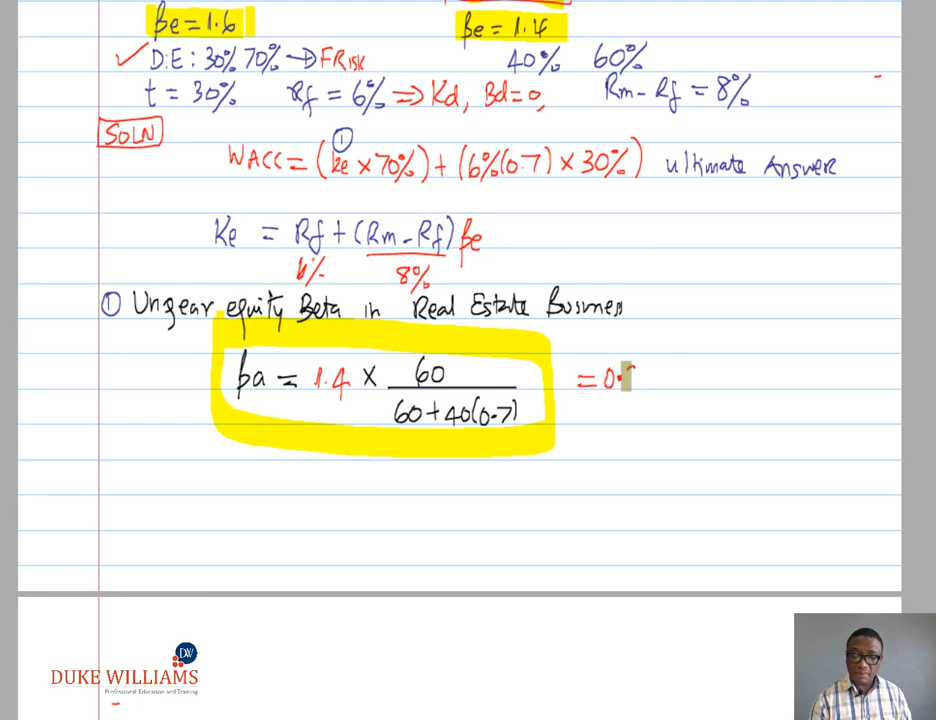 βe = 1.6 βe = 1.4
✓ D:E : 30% 70% → FRisk 40% 60%
t = 30% Rf = 6% ⇒ Kd, Bd = 0, Rm - Rf = 8%
SOLN
①
WACC = (ke × 70%) + (6%(0.7) × 30%) ultimate Answer
Ke = Rf + (Rm - Rf) βe
6% 8%
① Ungear equity Beta in Real Estate Business
βa = 1.4 × 60 = 0.
60 + 40(0.7)
DW
DUKE WILLIAMS
Professional Education and Training